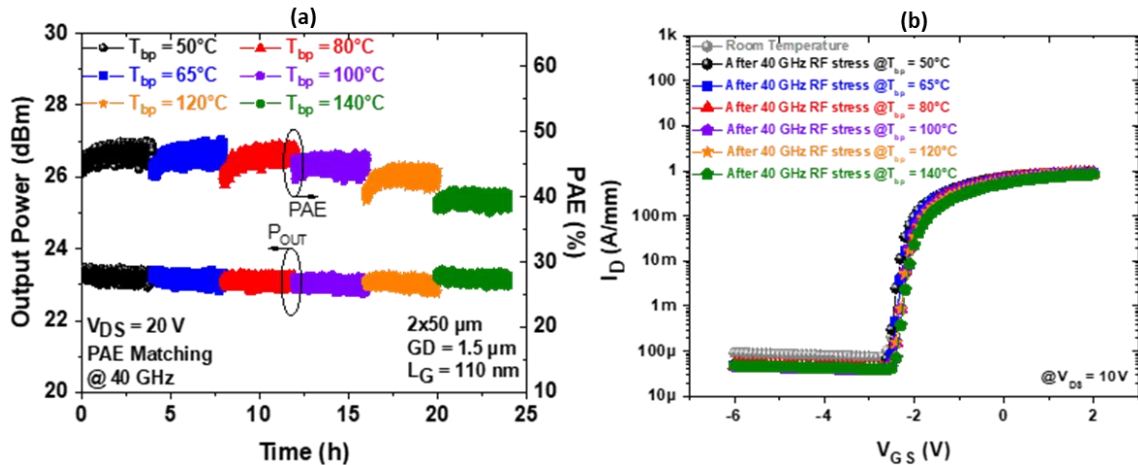 (a)
30
28
26
24
22
20
Output Power (dBm)
T_bp = 50°C
T_bp = 80°C
T_bp = 65°C
T_bp = 100°C
T_bp = 120°C
T_bp = 140°C
PAE
P_OUT
V_DS = 20 V
PAE Matching
@ 40 GHz
2x50 µm
GD = 1.5 µm
L_G = 110 nm
60
50
40
30
20
10
PAE (%)
0 5 10 15 20 25
Time (h)
(b)
1k
100
10
1
100m
10m
1m
100µ
10µ
I_D (A/mm)
Room Temperature
After 40 GHz RF stress @T_bp = 50°C
After 40 GHz RF stress @T_bp = 65°C
After 40 GHz RF stress @T_bp = 80°C
After 40 GHz RF stress @T_bp = 100°C
After 40 GHz RF stress @T_bp = 120°C
After 40 GHz RF stress @T_bp = 140°C
@V_DS = 10 V
-6 -4 -2 0 2
V_GS (V)